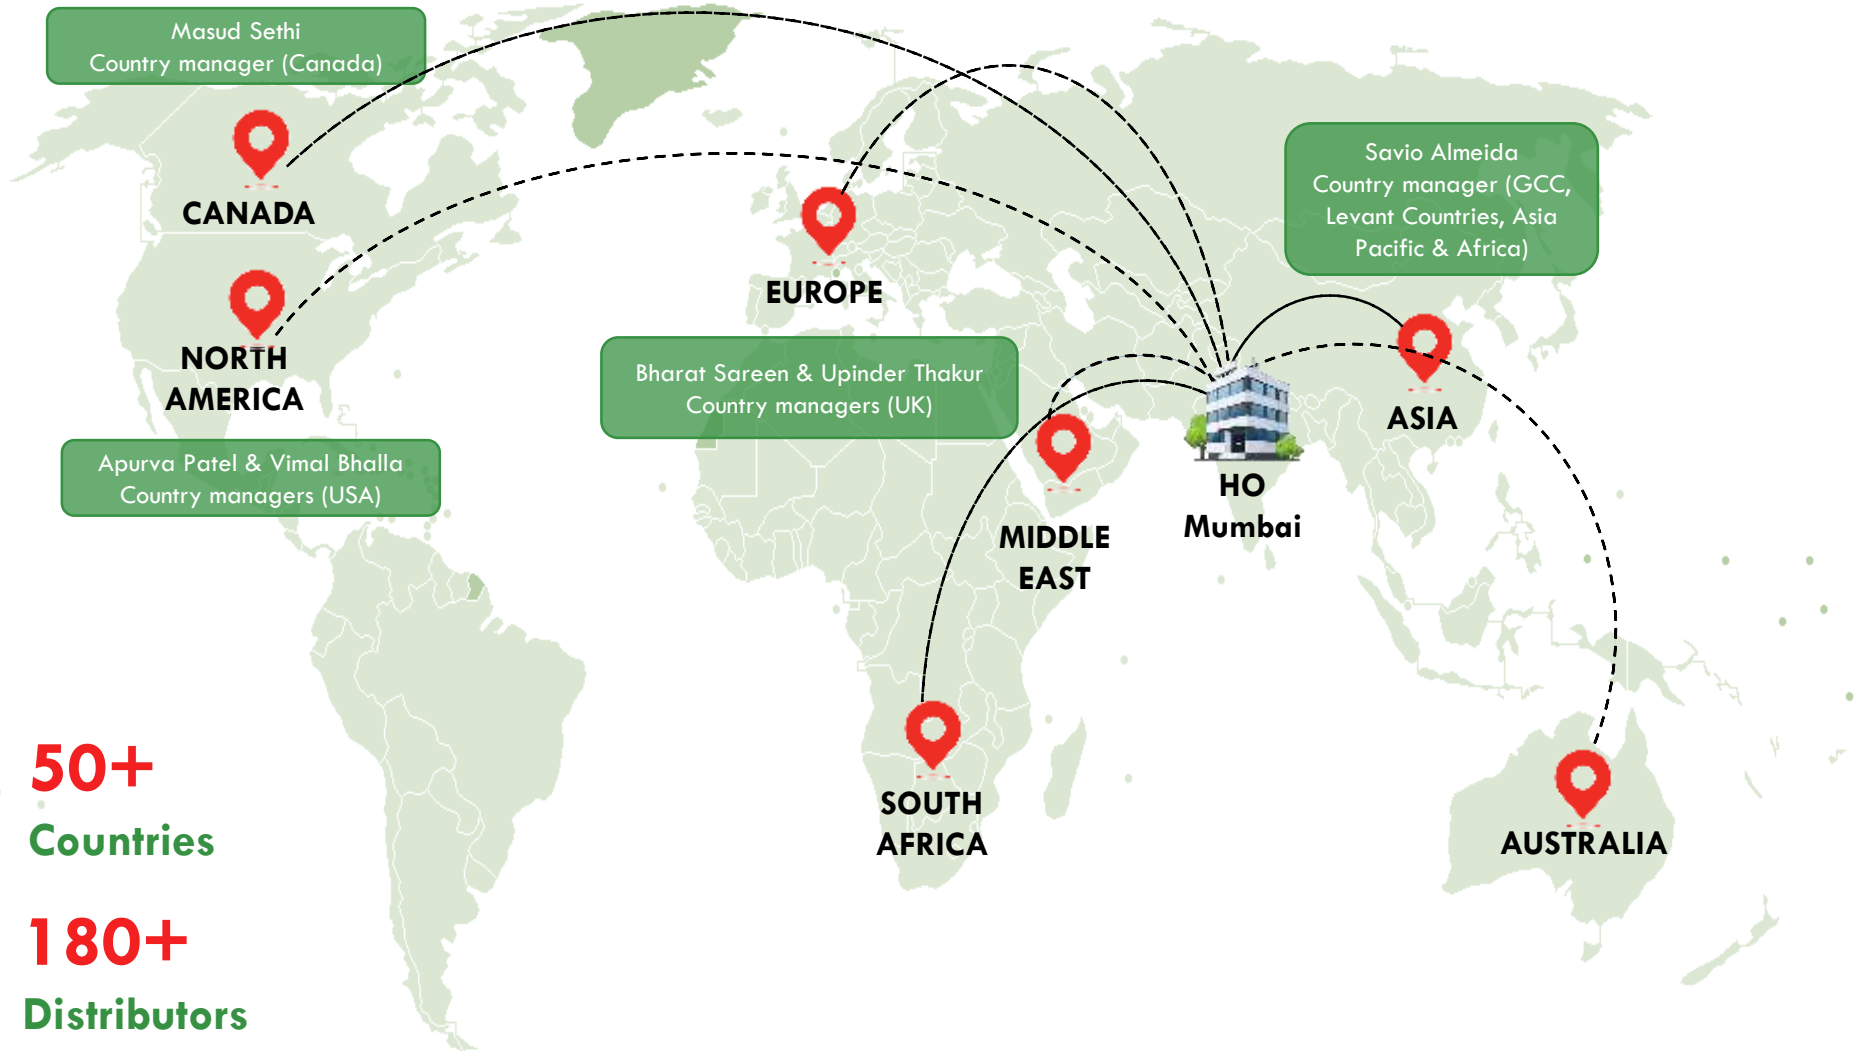 Masud Sethi
Country manager (Canada)
CANADA
NORTH
AMERICA
Apurva Patel & Vimal Bhalla
Country managers (USA)
EUROPE
Bharat Sareen & Upinder Thakur
Country managers (UK)
MIDDLE
EAST
SOUTH
AFRICA
HO
Mumbai
Savio Almeida
Country manager (GCC,
Levant Countries, Asia
Pacific & Africa)
ASIA
AUSTRALIA
50+
Countries
180+
Distributors